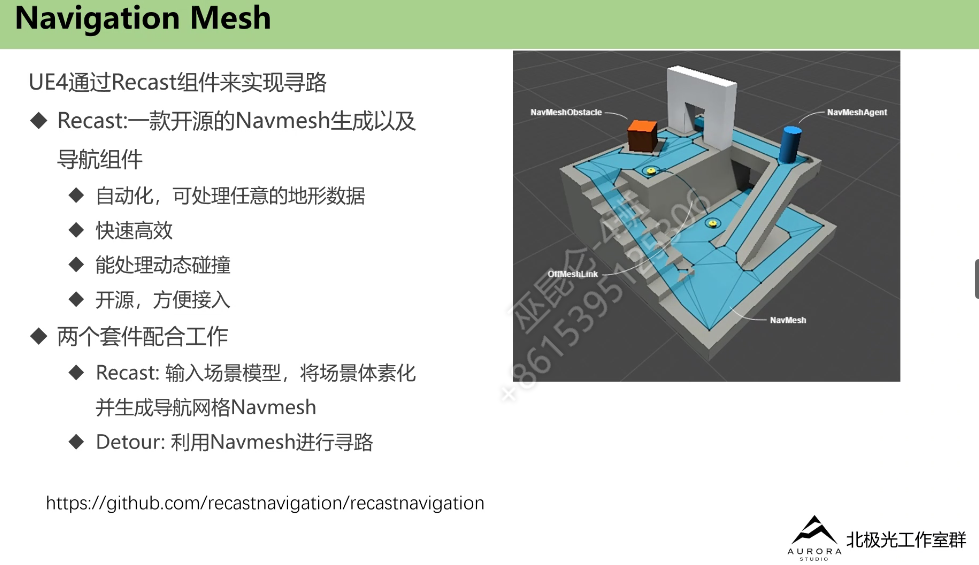 Navigation Mesh
UE4通过Recast组件来实现寻路
◆ Recast:一款开源的Navmesh生成以及
导航组件
◆ 自动化，可处理任意的地形数据
◆ 快速高效
◆ 能处理动态碰撞
◆ 开源，方便接入
◆ 两个套件配合工作
◆ Recast: 输入场景模型，将场景体素化
并生成导航网格Navmesh
◆ Detour: 利用Navmesh进行寻路
https://github.com/recastnavigation/recastnavigation
NavMeshObstacle
NavMeshAgent
OffMeshLink
NavMesh
AURORA
STUDIO
北极光工作室群